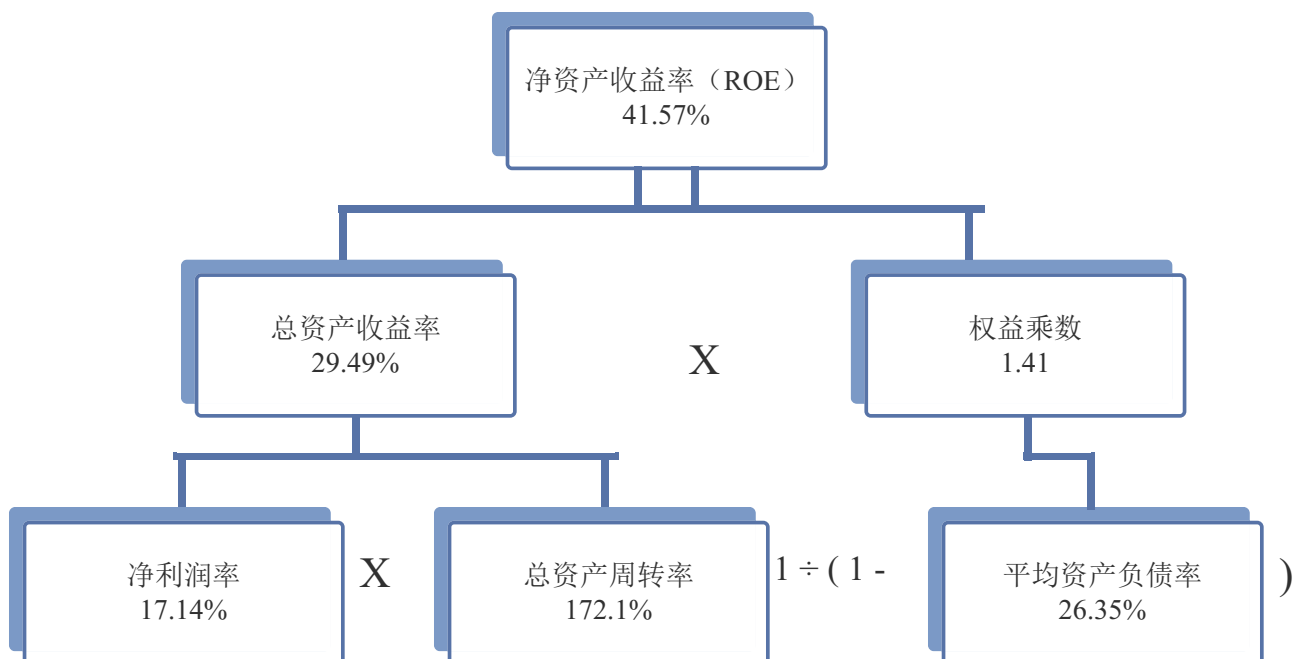 净资产收益率（ROE）
41.57%
总资产收益率
29.49%
X
权益乘数
1.41
净利润率
17.14%
X
总资产周转率
172.1%
1 ÷ ( 1 -
平均资产负债率
26.35%
)